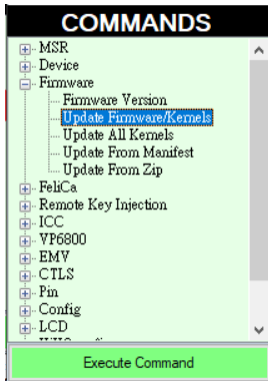 COMMANDS
MSR
Device
Firmware
Firmware Version
Update Firmware/Kernels
Update All Kernels
Update From Manifest
Update From Zip
FeliCa
Remote Key Injection
ICC
VP6800
EMV
CTLS
Pin
Config
LCD
Execute Command